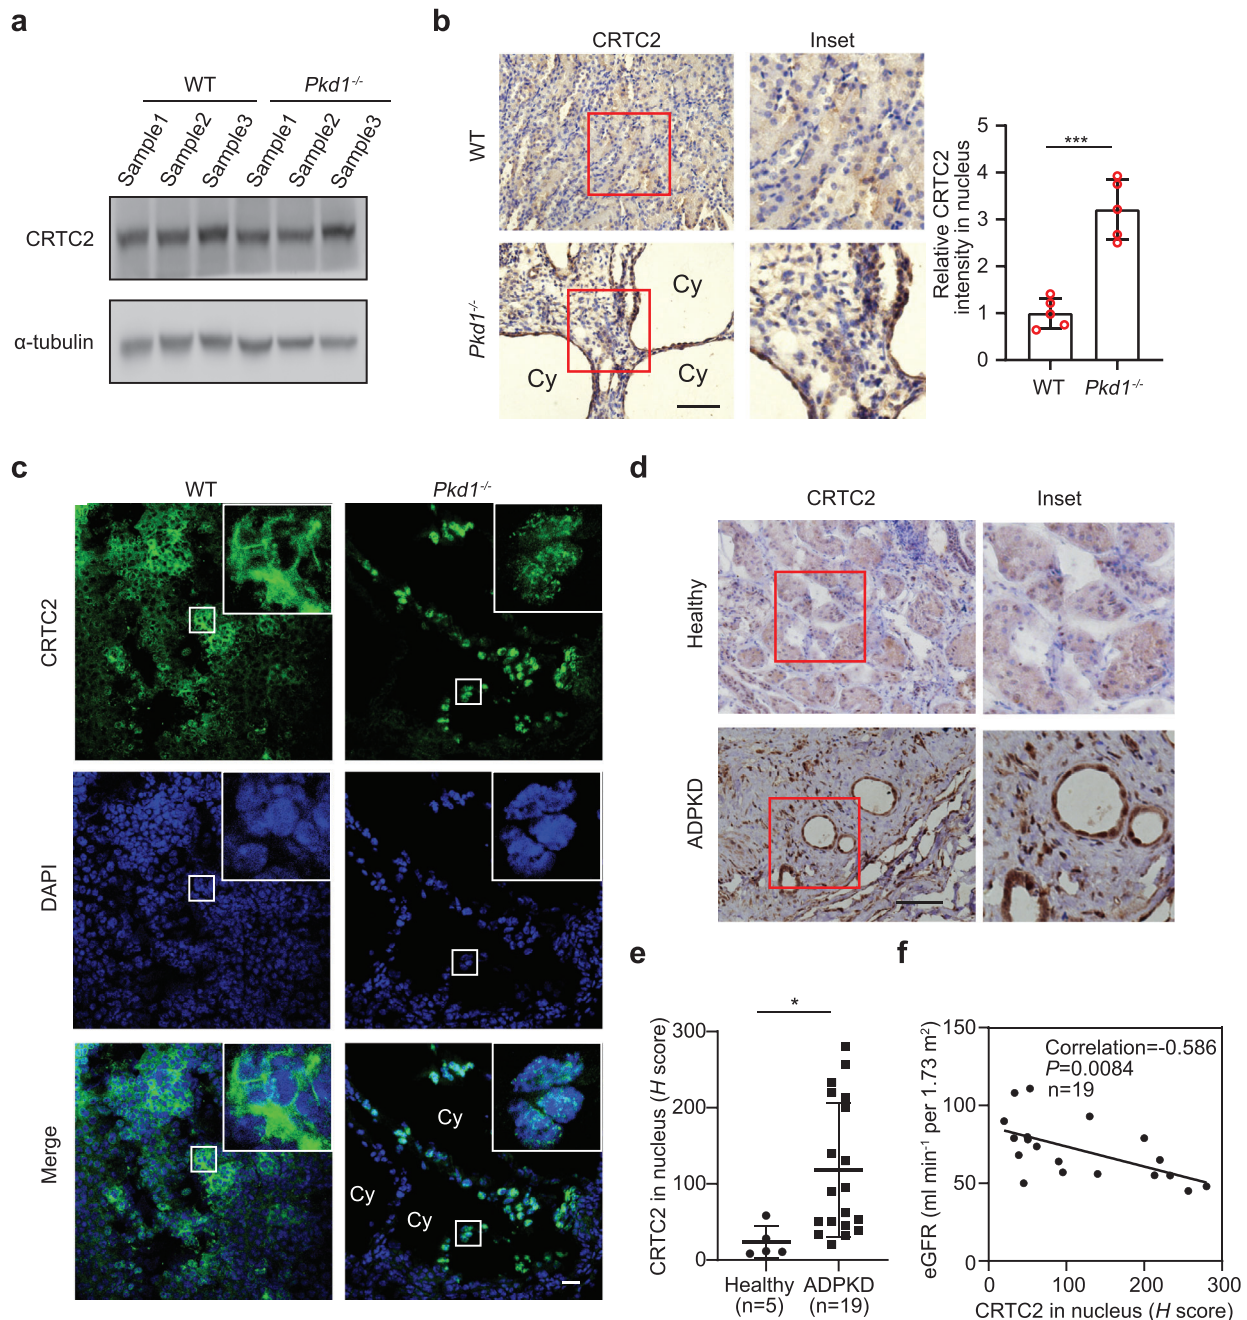 a
WT
Pkd1-/-
Sample1
Sample2
Sample3
Sample1
Sample2
Sample3
CRTC2
α-tubulin
b
CRTC2
Inset
WT
Pkd1-/-
Cy
Cy
Cy
Relative CRTC2
intensity in nucleus
5
4
3
2
1
0
***
WT
Pkd1-/-
c
WT
Pkd1-/-
CRTC2
DAPI
Merge
Cy
Cy
Cy
d
CRTC2
Inset
Healthy
ADPKD
e
CRTC2 in nucleus (H score)
300
200
100
0
*
Healthy
(n=5)
ADPKD
(n=19)
f
eGFR (ml min-1 per 1.73 m2)
150
100
50
0
Correlation=-0.586
P=0.0084
n=19
0
100
200
300
CRTC2 in nucleus (H score)